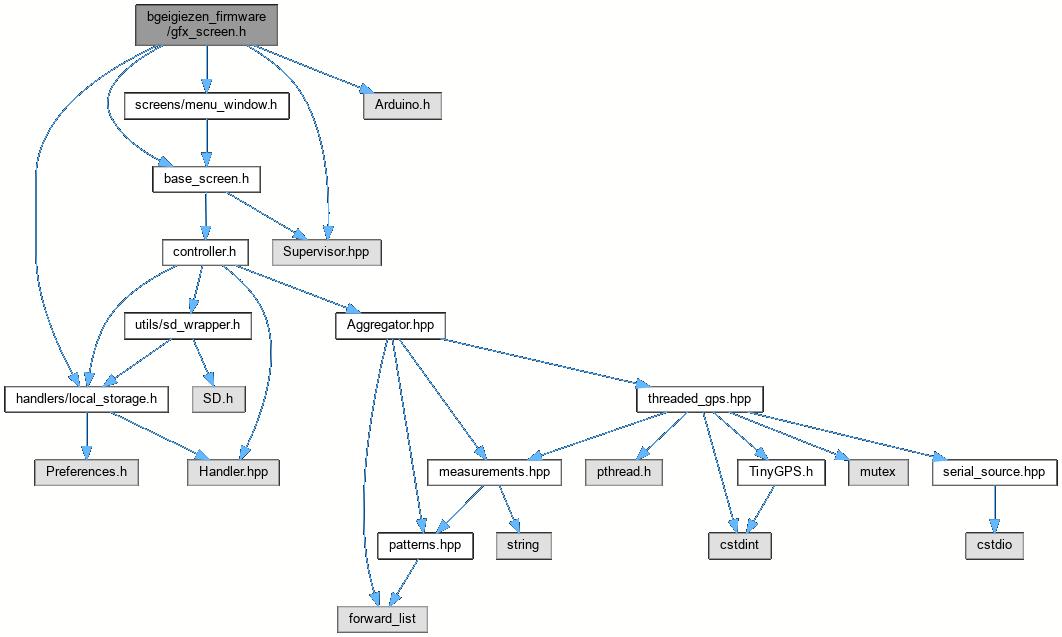 bgeigiezen_firmware
/gfx_screen.h
screens/menu_window.h
Arduino.h
base_screen.h
controller.h
Supervisor.hpp
utils/sd_wrapper.h
Aggregator.hpp
handlers/local_storage.h
SD.h
threaded_gps.hpp
Preferences.h
Handler.hpp
measurements.hpp
pthread.h
TinyGPS.h
mutex
serial_source.hpp
patterns.hpp
string
cstdint
cstdio
forward_list